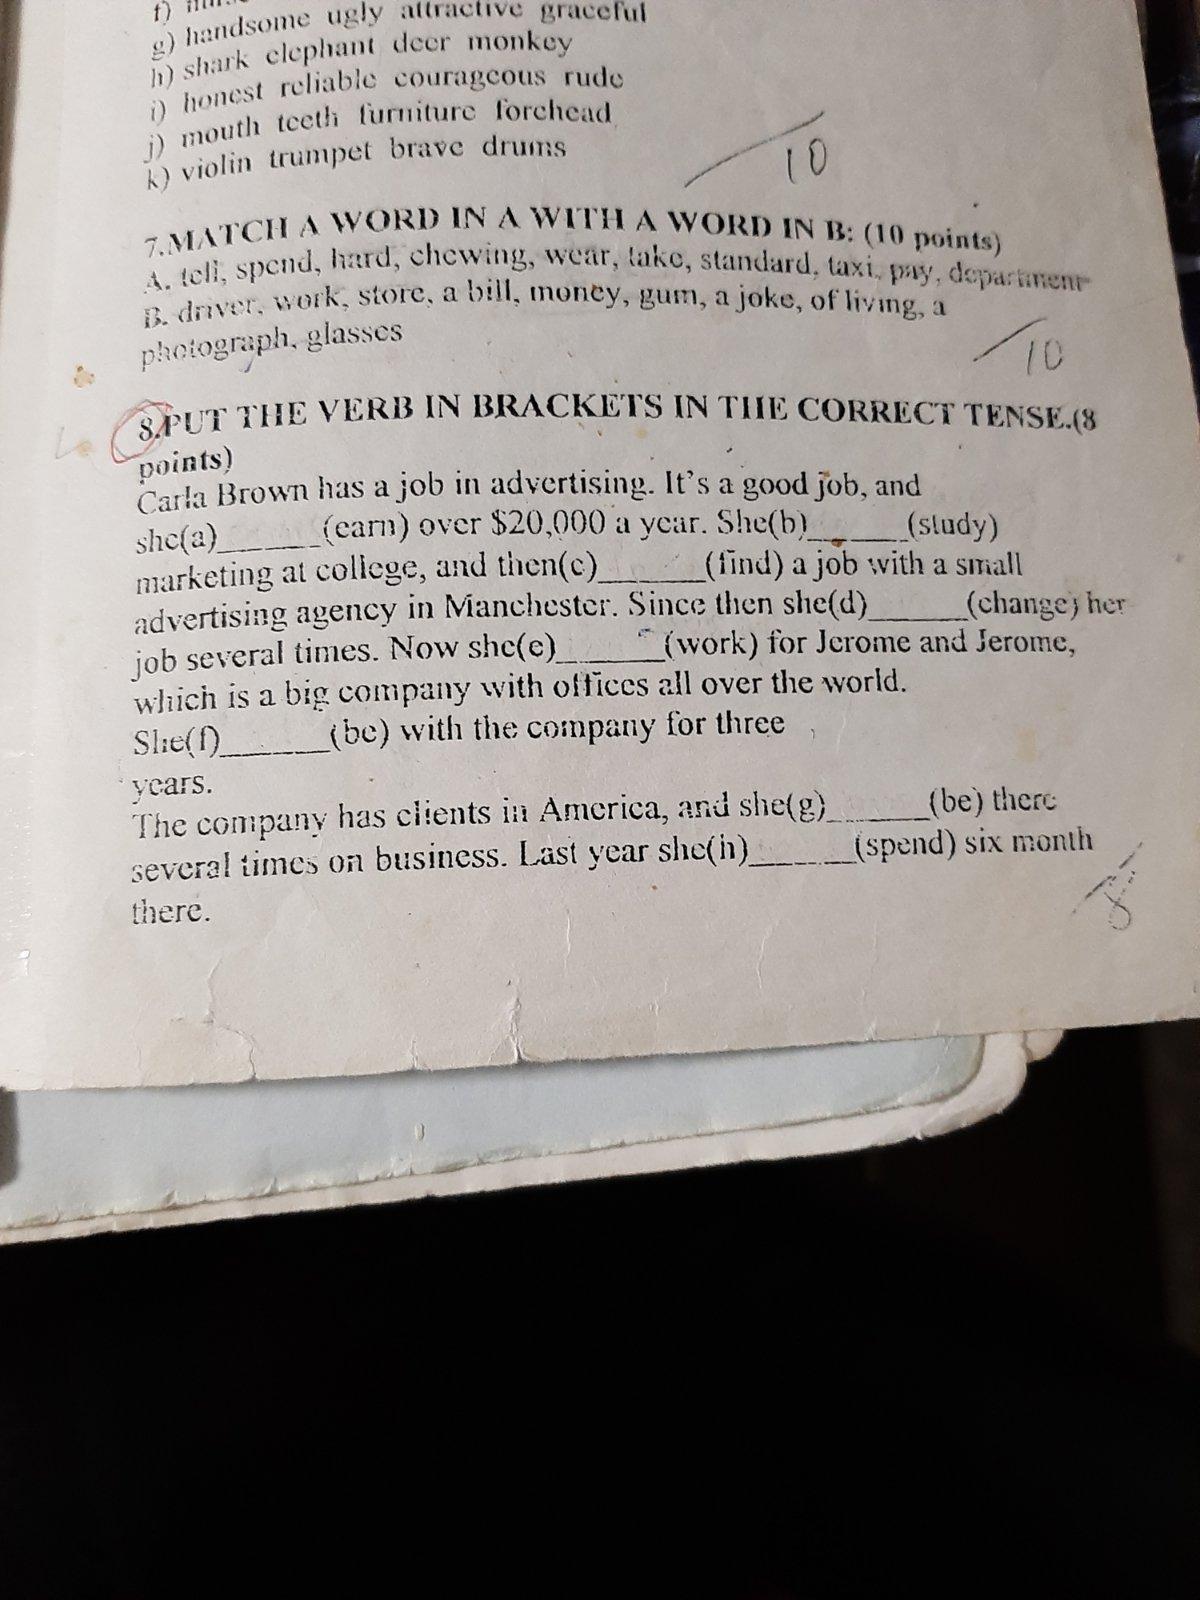 f)
g) handsome ugly attractive graceful
h) shark elephant deer monkey
i) honest reliable courageous rude
j) mouth teeth furniture forehead
k) violin trumpet brave drums
10
7.MATCH A WORD IN A WITH A WORD IN B: (10 points)
A. tell, spend, hard, chewing, wear, take, standard, taxi, pay, department
B. driver, work, store, a bill, money, gum, a joke, of living, a
photograph, glasses
10
8.PUT THE VERB IN BRACKETS IN THE CORRECT TENSE.(8
points)
Carla Brown has a job in advertising. It's a good job, and
she(a)______(earn) over $20,000 a year. She(b)______(study)
marketing at college, and then(c)______(find) a job with a small
advertising agency in Manchester. Since then she(d)______(change) her
job several times. Now she(e)______(work) for Jerome and Jerome,
which is a big company with offices all over the world.
She(f)______(be) with the company for three
years.
The company has clients in America, and she(g)______(be) there
several times on business. Last year she(h)______(spend) six month
there.
8